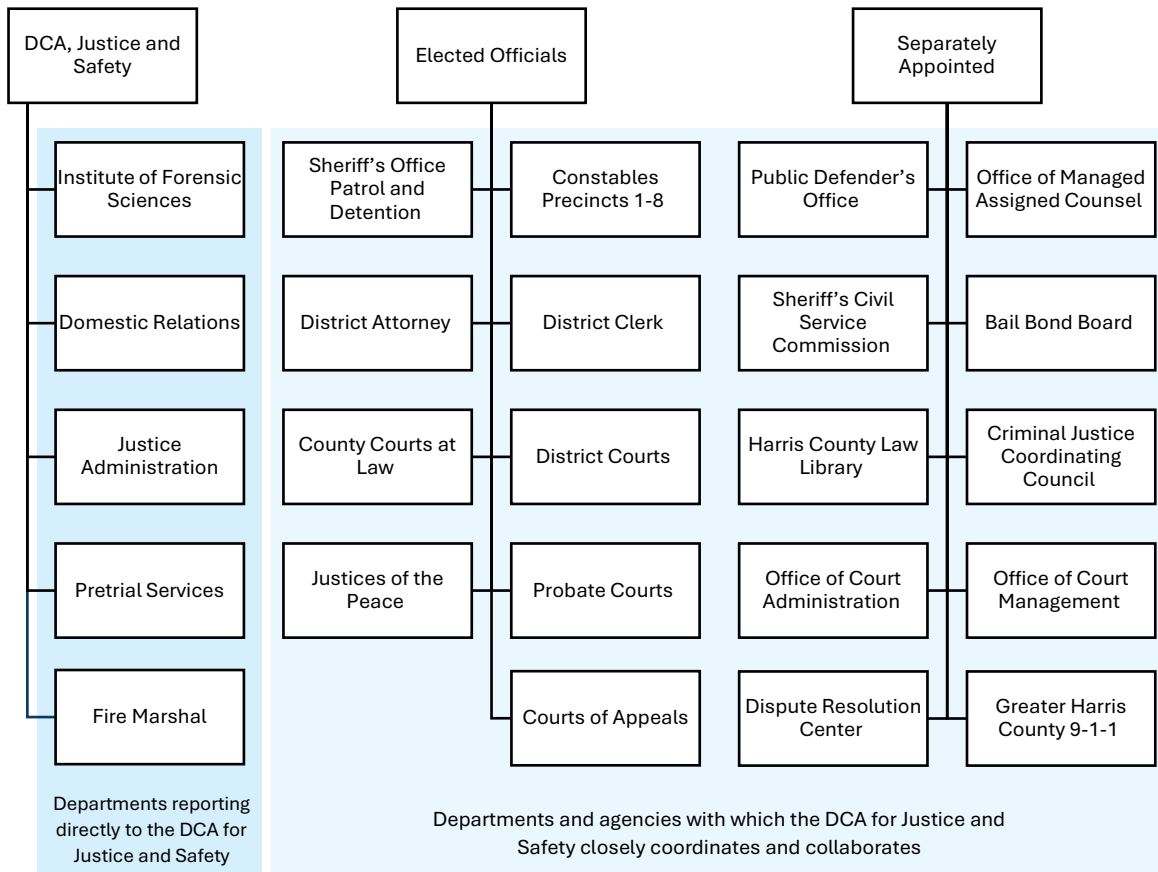 DCA, Justice and
Safety
Elected Officials
Separately
Appointed
Institute of Forensic
Sciences
Sheriff’s Office
Patrol and
Detention
Constables
Precincts 1-8
Public Defender’s
Office
Office of Managed
Assigned Counsel
Domestic Relations
District Attorney
District Clerk
Sheriff’s Civil
Service
Commission
Bail Bond Board
Justice
Administration
County Courts at
Law
District Courts
Harris County Law
Library
Criminal Justice
Coordinating
Council
Pretrial Services
Justices of the
Peace
Probate Courts
Office of Court
Administration
Office of Court
Management
Fire Marshal
Courts of Appeals
Dispute Resolution
Center
Greater Harris
County 9-1-1
Departments reporting
directly to the DCA for
Justice and Safety
Departments and agencies with which the DCA for Justice and
Safety closely coordinates and collaborates